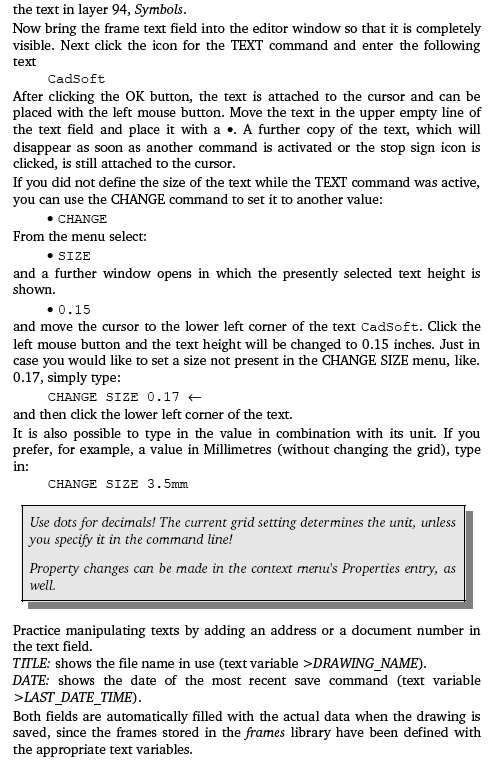 the text in layer 94, Symbols.
Now bring the frame text field into the editor window so that it is completely
visible. Next click the icon for the TEXT command and enter the following
text
CadSoft
After clicking the OK button, the text is attached to the cursor and can be
placed with the left mouse button. Move the text in the upper empty line of
the text field and place it with a •. A further copy of the text, which will
disappear as soon as another command is activated or the stop sign icon is
clicked, is still attached to the cursor.
If you did not define the size of the text while the TEXT command was active,
you can use the CHANGE command to set it to another value:
• CHANGE
From the menu select:
• SIZE
and a further window opens in which the presently selected text height is
shown.
• 0.15
and move the cursor to the lower left corner of the text CadSoft. Click the
left mouse button and the text height will be changed to 0.15 inches. Just in
case you would like to set a size not present in the CHANGE SIZE menu, like.
0.17, simply type:
CHANGE SIZE 0.17 ←
and then click the lower left corner of the text.
It is also possible to type in the value in combination with its unit. If you
prefer, for example, a value in Millimetres (without changing the grid), type
in:
CHANGE SIZE 3.5mm
Use dots for decimals! The current grid setting determines the unit, unless
you specify it in the command line!
Property changes can be made in the context menu's Properties entry, as
well.
Practice manipulating texts by adding an address or a document number in
the text field.
TITLE: shows the file name in use (text variable >DRAWING_NAME).
DATE: shows the date of the most recent save command (text variable
>LAST_DATE_TIME).
Both fields are automatically filled with the actual data when the drawing is
saved, since the frames stored in the frames library have been defined with
the appropriate text variables.